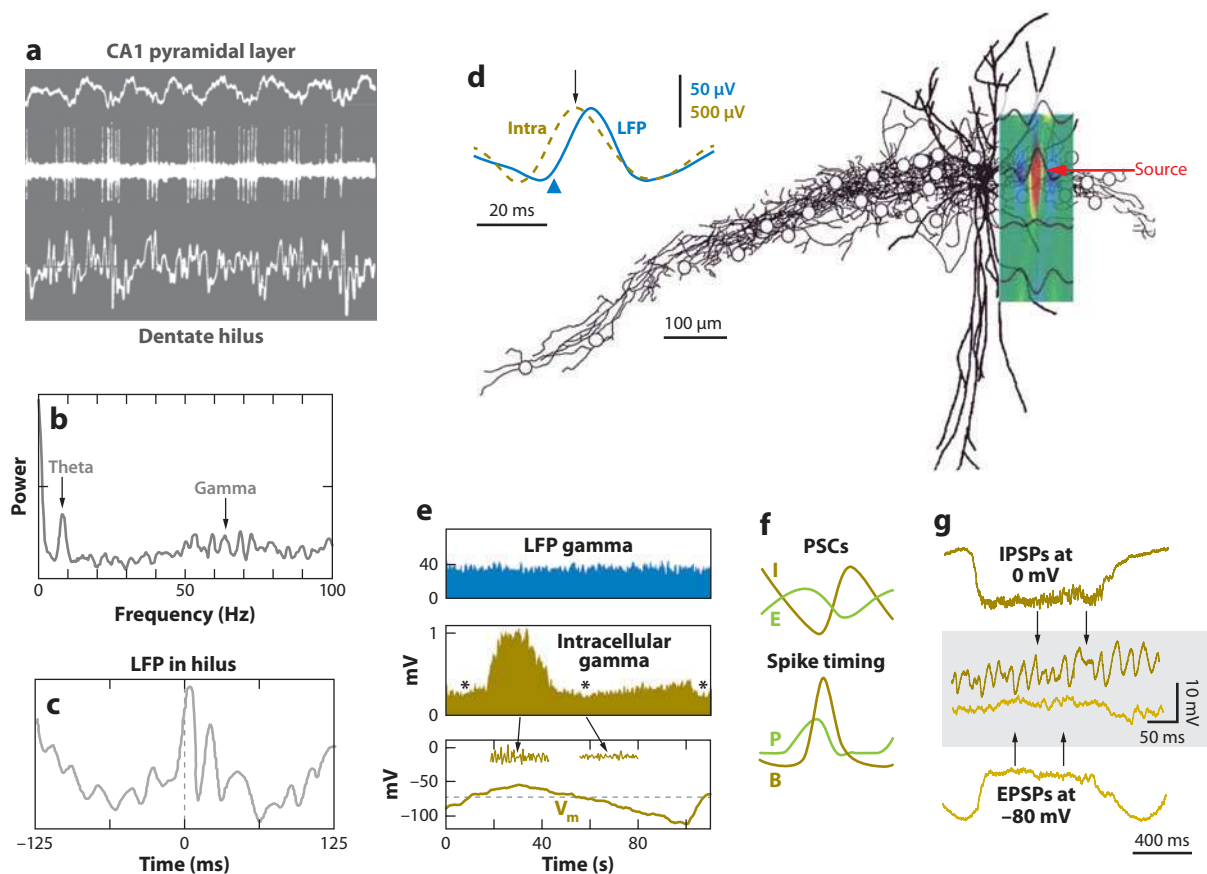 a
CA1 pyramidal layer
Dentate hilus
b
Power
Theta
Gamma
0
50
100
Frequency (Hz)
LFP in hilus
c
−125
0
125
Time (ms)
d
Intra
LFP
50 µV
500 µV
20 ms
100 µm
Source
e
LFP gamma
40
0
mV
1
0
Intracellular
gamma
*
*
*
mV
0
−50
−100
Vm
0
40
80
Time (s)
f
PSCs
I
E
Spike timing
P
B
g
IPSPs at
0 mV
10 mV
50 ms
EPSPs at
−80 mV
400 ms